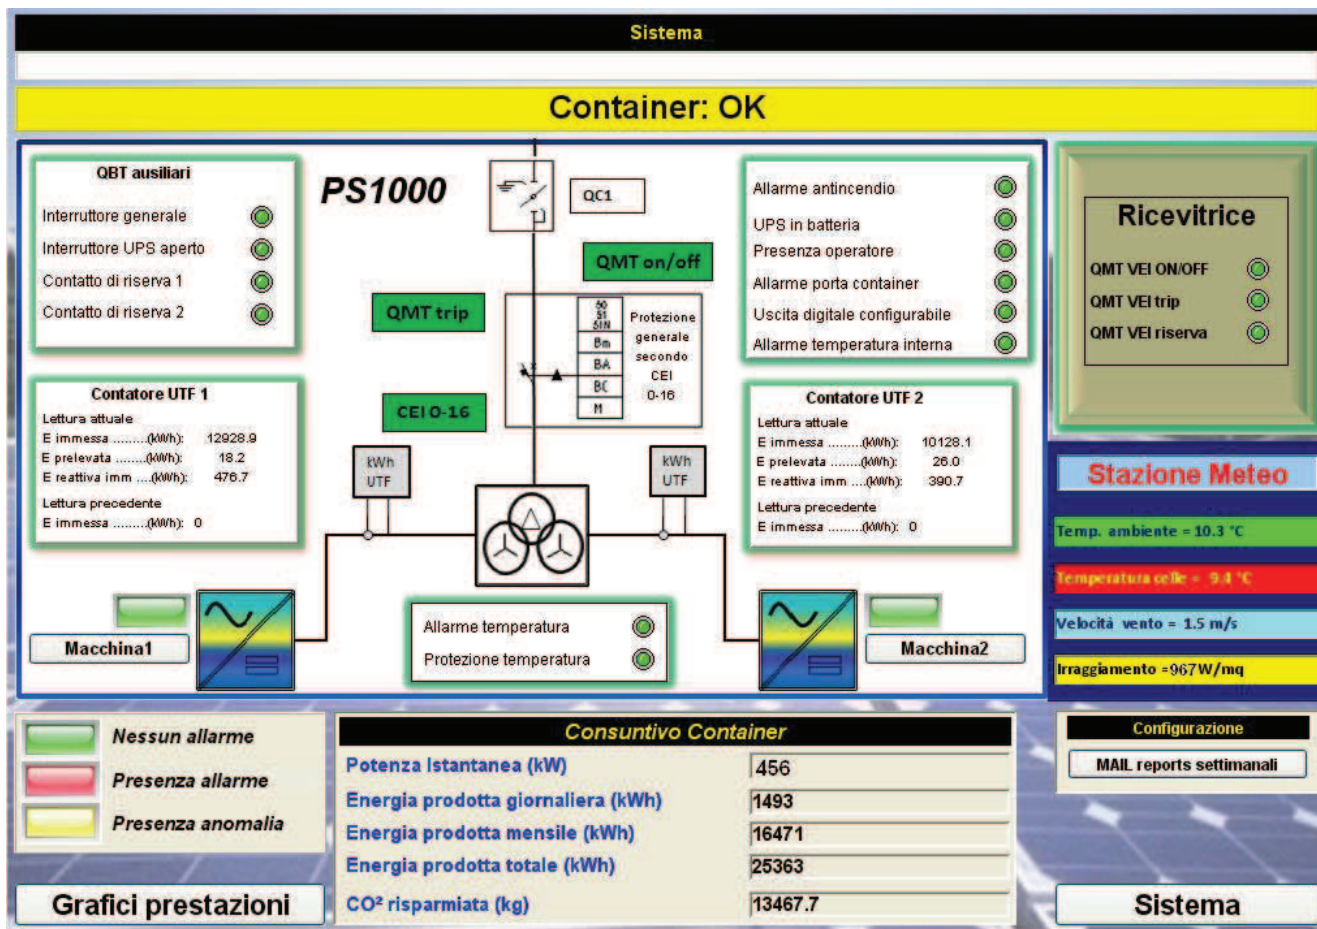 Sistema
Container: OK
QBT ausiliari
Interruttore generale
Interruttore UPS aperto
Contatto di riserva 1
Contatto di riserva 2
PS1000
QC1
QMT on/off
QMT trip
CEI 0-16
50
51
51N
Bm
BA
BC
M
Protezione
generale
secondo
CEI
0-16
Allarme antincendio
UPS in batteria
Presenza operatore
Allarme porta container
Uscita digitale configurabile
Allarme temperatura interna
Ricevitrice
QMT VEI ON/OFF
QMT VEI trip
QMT VEI riserva
Contatore UTF 1
Lettura attuale
E immessa .........(kWh): 12928.9
E prelevata ........(kWh): 18.2
E reattiva imm ....(kWh): 476.7
Lettura precedente
E immessa .........(kWh): 0
kWh
UTF
kWh
UTF
Contatore UTF 2
Lettura attuale
E immessa .........(kWh): 10128.1
E prelevata ........(kWh): 26.0
E reattiva imm ....(kWh): 390.7
Lettura precedente
E immessa .........(kWh): 0
Stazione Meteo
Temp. ambiente = 10.3 °C
Temperatura celle = 9.4 °C
Velocità vento = 1.5 m/s
Irraggiamento =967W/mq
Macchina1
Allarme temperatura
Protezione temperatura
Macchina2
Nessun allarme
Presenza allarme
Presenza anomalia
Grafici prestazioni
Consuntivo Container
Potenza Istantanea (kW) 456
Energia prodotta giornaliera (kWh) 1493
Energia prodotta mensile (kWh) 16471
Energia prodotta totale (kWh) 25363
CO² risparmiata (kg) 13467.7
Configurazione
MAIL reports settimanali
Sistema